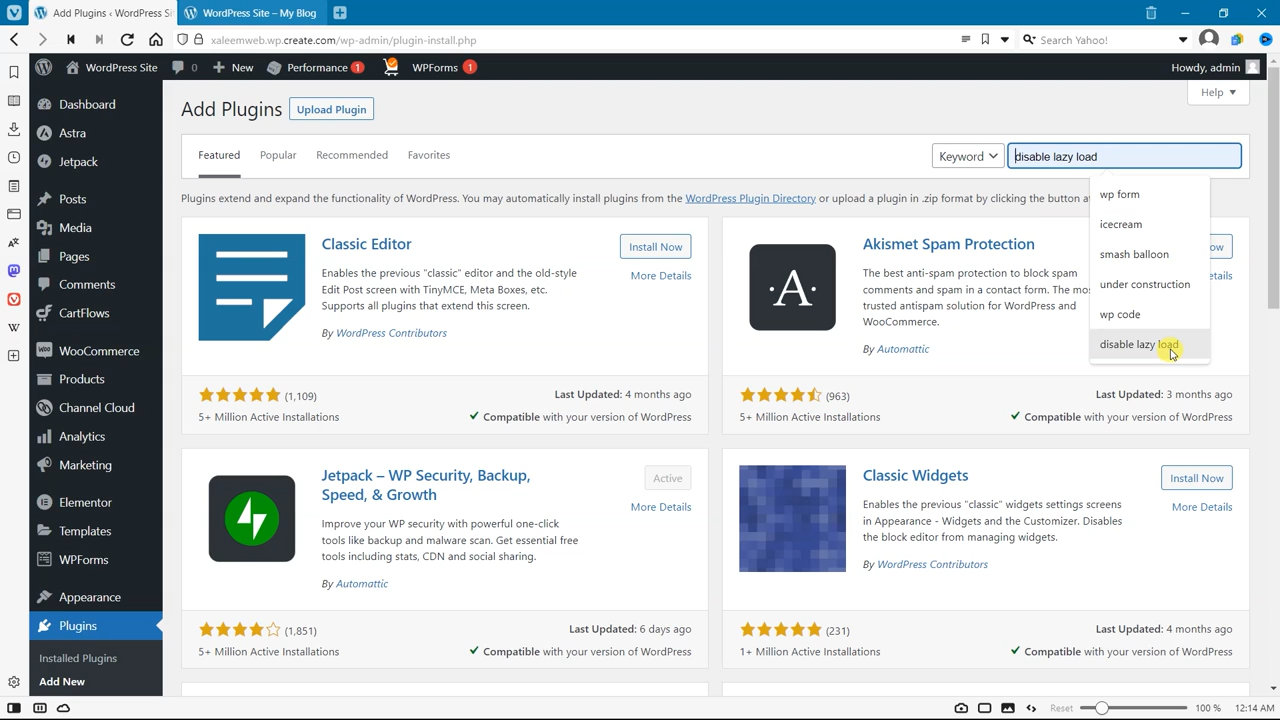 Add Plugins ‹ WordPress Sit
WordPress Site – My Blog
xaleemweb.wp.create.com/wp-admin/plugin-install.php
Search Yahoo!
WordPress Site
0
New
Performance 1
WPForms 1
Howdy, admin
Dashboard
Astra
Jetpack
Posts
Media
Pages
Comments
CartFlows
WooCommerce
Products
Channel Cloud
Analytics
Marketing
Elementor
Templates
WPForms
Appearance
Plugins
Installed Plugins
Add New
Help
Add Plugins
Upload Plugin
Featured
Popular
Recommended
Favorites
Keyword
disable lazy load
wp form
icecream
smash balloon
under construction
wp code
disable lazy load
Plugins extend and expand the functionality of WordPress. You may automatically install plugins from the WordPress Plugin Directory or upload a plugin in .zip format by clicking the button at
Classic Editor
Install Now
More Details
Enables the previous "classic" editor and the old-style
Edit Post screen with TinyMCE, Meta Boxes, etc.
Supports all plugins that extend this screen.
By WordPress Contributors
(1,109)
Last Updated: 4 months ago
5+ Million Active Installations
Compatible with your version of WordPress
Akismet Spam Protection
ow
etails
The best anti-spam protection to block spam
comments and spam in a contact form. The most
trusted antispam solution for WordPress and
WooCommerce.
By Automattic
·A·
(963)
Last Updated: 3 months ago
5+ Million Active Installations
Compatible with your version of WordPress
Jetpack – WP Security, Backup,
Speed, & Growth
Active
More Details
Improve your WP security with powerful one-click
tools like backup and malware scan. Get essential free
tools including stats, CDN and social sharing.
By Automattic
(1,851)
Last Updated: 6 days ago
5+ Million Active Installations
Compatible with your version of WordPress
Classic Widgets
Install Now
More Details
Enables the previous "classic" widgets settings screens
in Appearance - Widgets and the Customizer. Disables
the block editor from managing widgets.
By WordPress Contributors
(231)
Last Updated: 4 months ago
1+ Million Active Installations
Compatible with your version of WordPress
Reset
100 %
12:14 AM